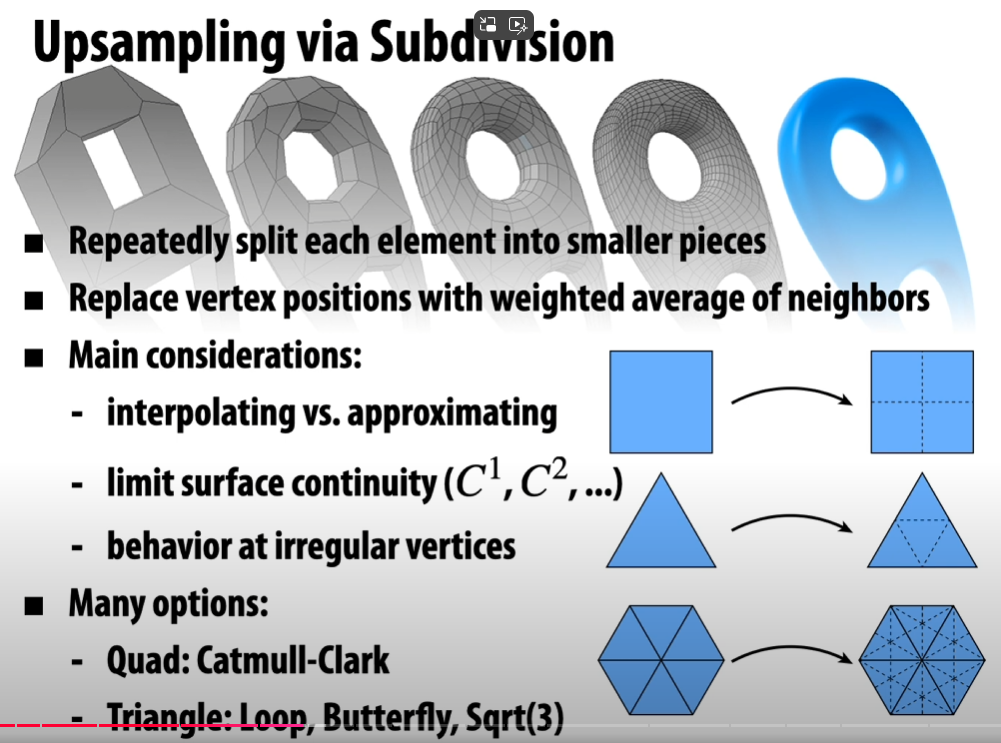 Upsampling via Subdivision
■ Repeatedly split each element into smaller pieces
■ Replace vertex positions with weighted average of neighbors
■ Main considerations:
- interpolating vs. approximating
- limit surface continuity (C¹, C², ...)
- behavior at irregular vertices
■ Many options:
- Quad: Catmull-Clark
- Triangle: Loop, Butterfly, Sqrt(3)